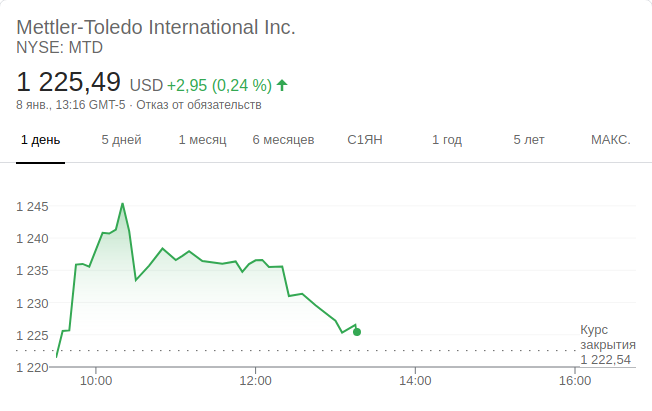 Mettler-Toledo International Inc.
NYSE: MTD
1 225,49 USD +2,95 (0,24 %)
8 янв., 13:16 GMT-5 · Отказ от обязательств
1 день 5 дней 1 месяц 6 месяцев С1ЯН 1 год 5 лет МАКС.
1 245
1 240
1 235
1 230
1 225
1 220
Курс
закрытия
1 222,54
10:00 12:00 14:00 16:00